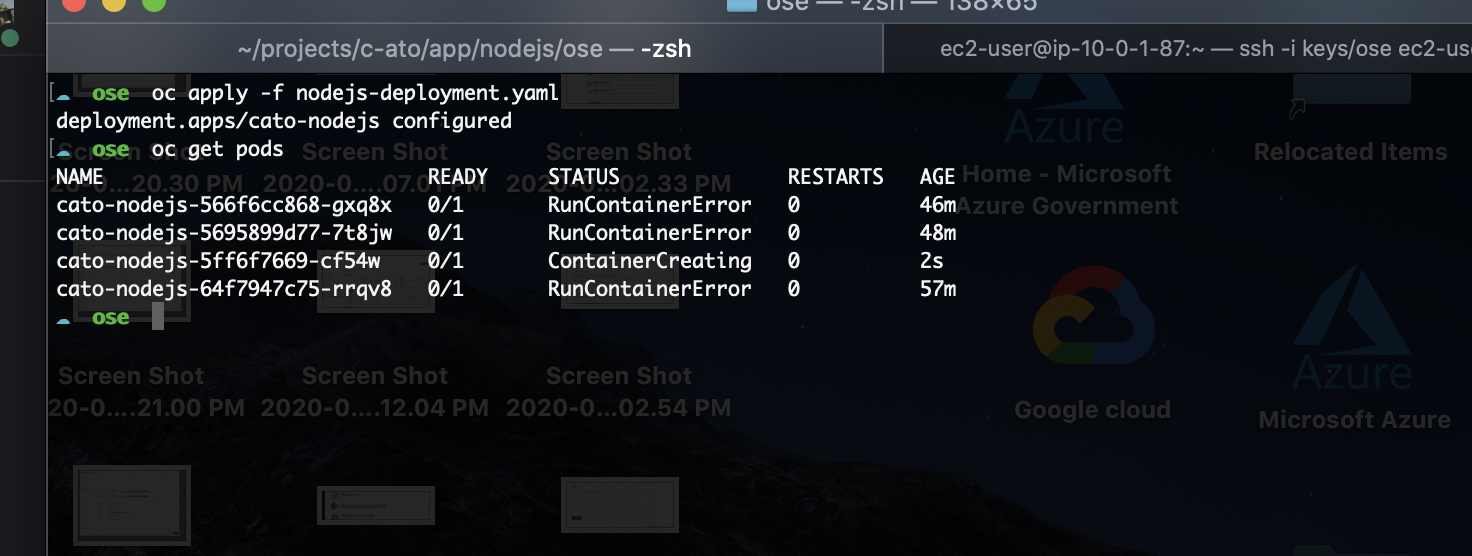 ose — -zsh — 138×65
~/projects/c-ato/app/nodejs/ose — -zsh
ec2-user@ip-10-0-1-87:~ — ssh -i keys/ose ec2-us
ose oc apply -f nodejs-deployment.yaml
deployment.apps/cato-nodejs configured
ose oc get pods
NAME READY STATUS RESTARTS AGE
cato-nodejs-566f6cc868-gxq8x 0/1 RunContainerError 0 46m
cato-nodejs-5695899d77-7t8jw 0/1 RunContainerError 0 48m
cato-nodejs-5ff6f7669-cf54w 0/1 ContainerCreating 0 2s
cato-nodejs-64f7947c75-rrqv8 0/1 RunContainerError 0 57m
ose
Screen Shot
20-0....20.30 PM
Screen Shot
2020-0....07.01 PM
Screen Shot
2020-0...02.33 PM
Azure
Home - Microsoft
Azure Government
Relocated Items
Screen Shot
20-0....21.00 PM
Screen Shot
2020-0....12.04 PM
Screen Shot
2020-0...02.54 PM
Google cloud
Azure
Microsoft Azure